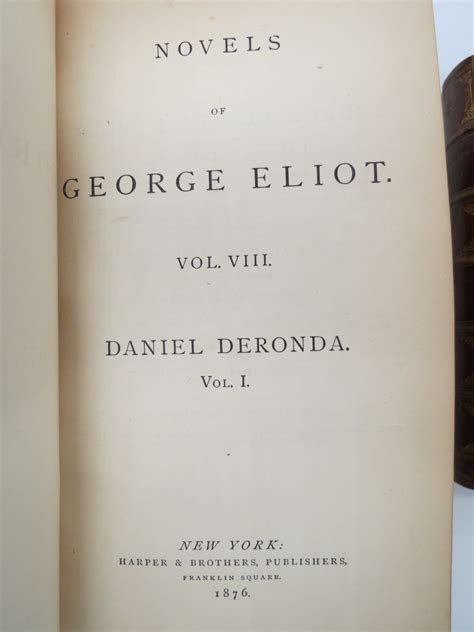 NOVELS
OF
GEORGE ELIOT.
VOL. VIII.
DANIEL DERONDA.
VOL. I.
NEW YORK:
HARPER & BROTHERS, PUBLISHERS,
FRANKLIN SQUARE.
1876.